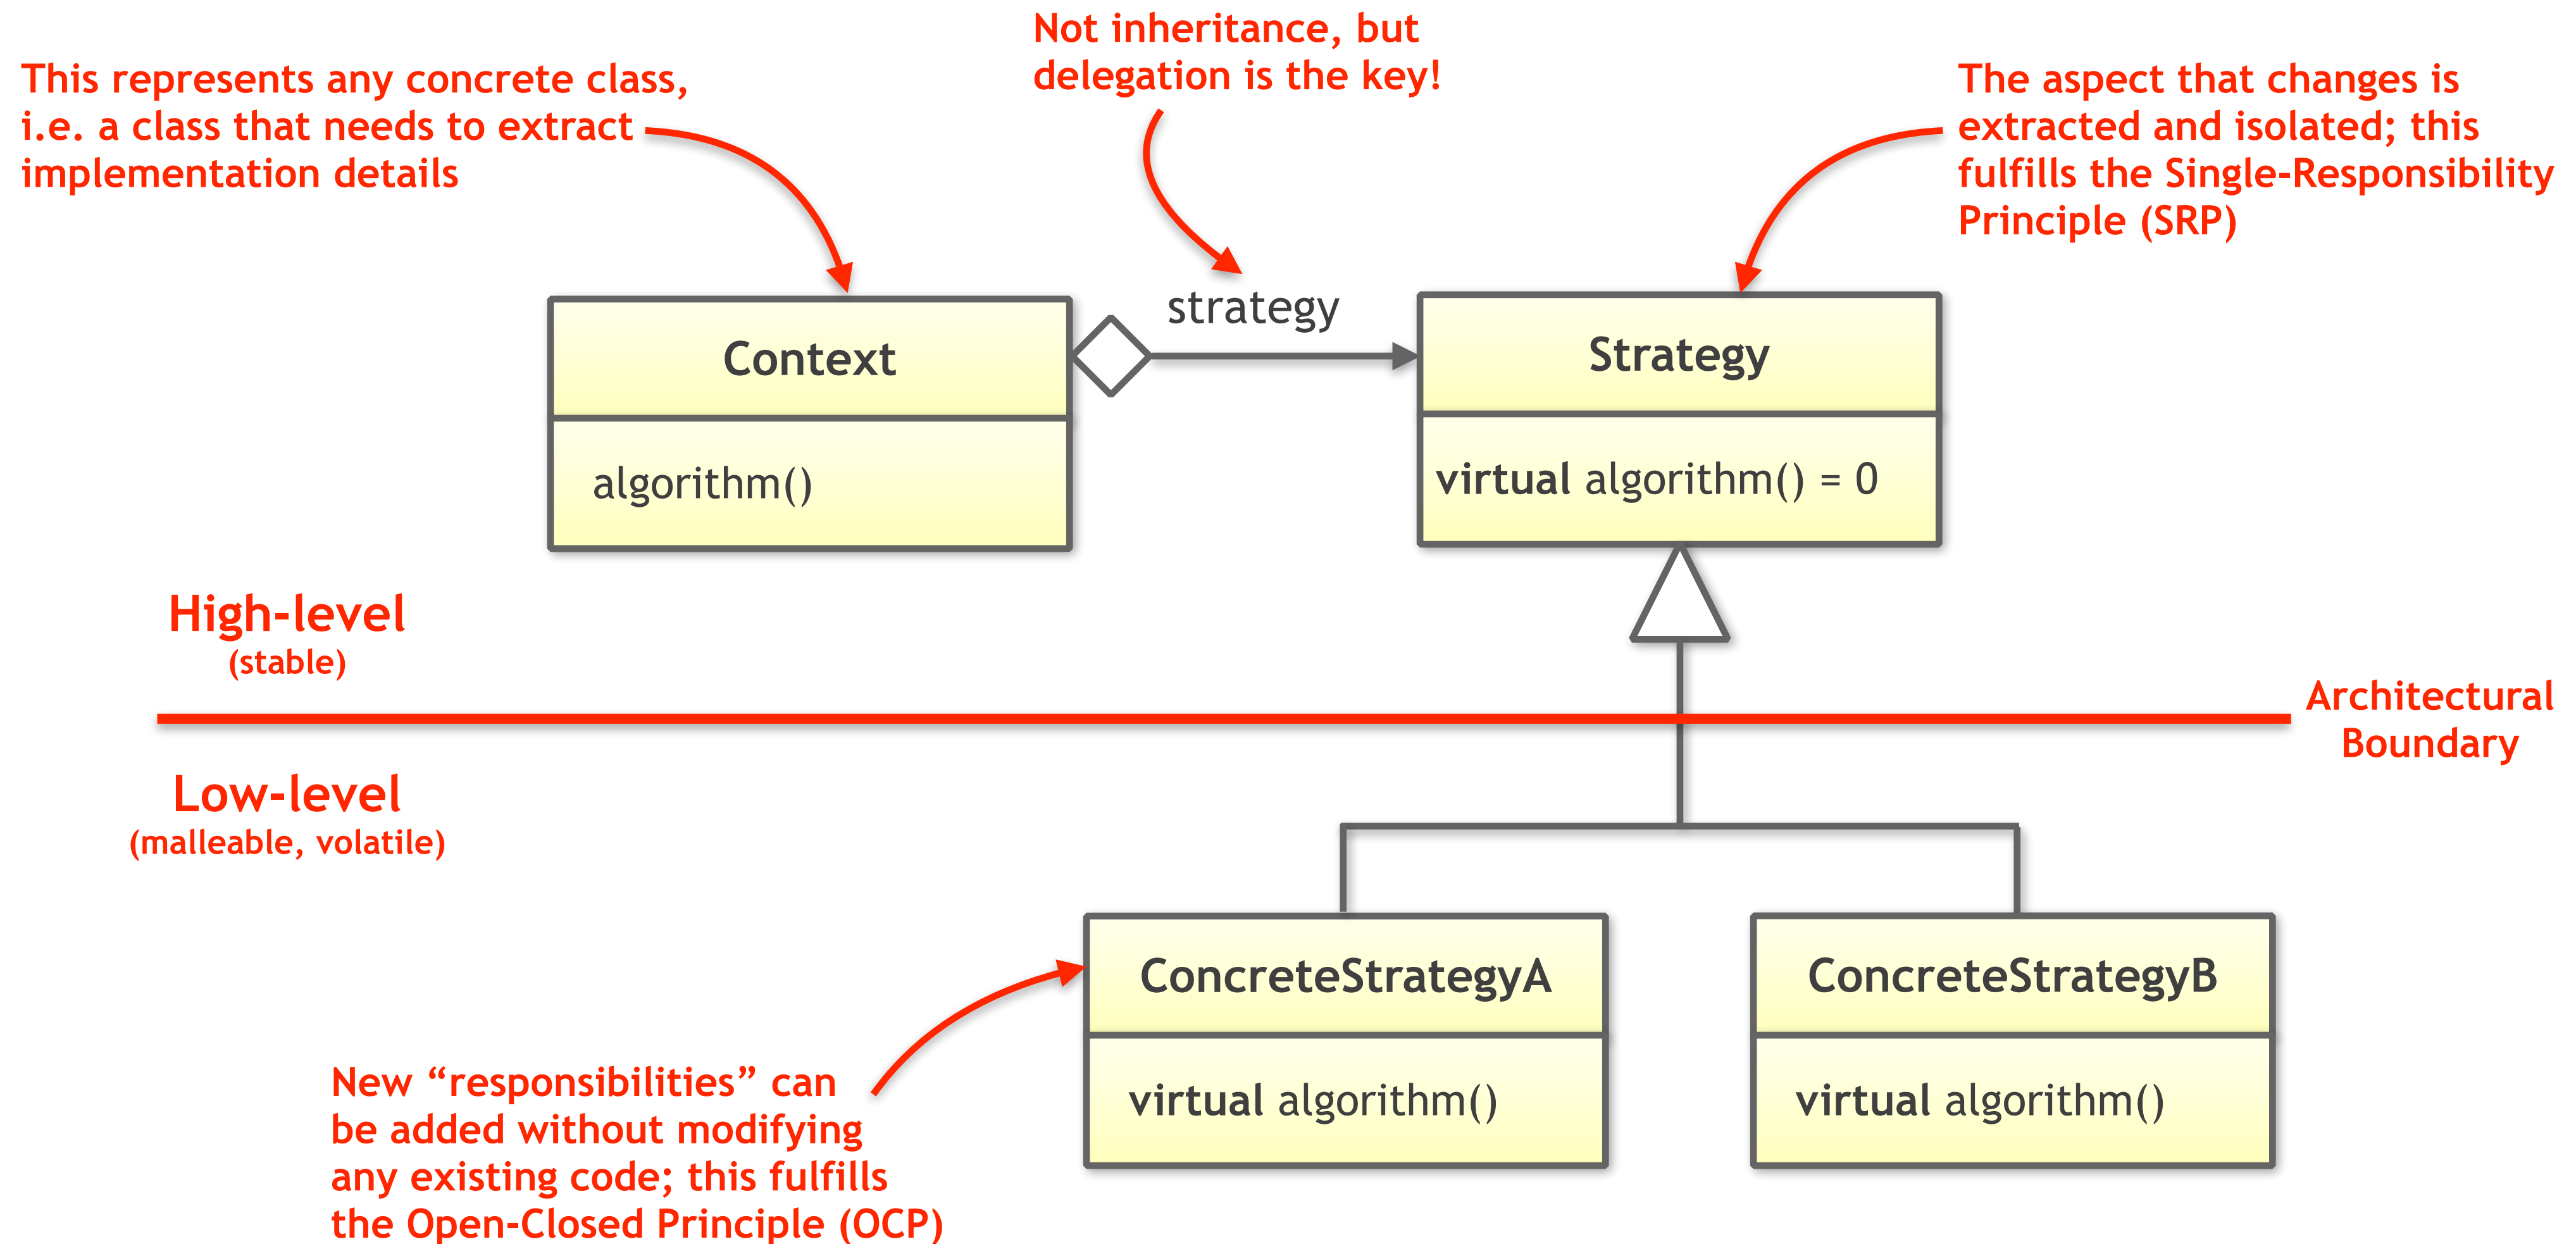 Not inheritance, but
delegation is the key!
This represents any concrete class,
i.e. a class that needs to extract
implementation details
The aspect that changes is
extracted and isolated; this
fulfills the Single-Responsibility
Principle (SRP)
strategy
Context
algorithm()
Strategy
virtual algorithm() = 0
High-level
(stable)
Architectural
Boundary
Low-level
(malleable, volatile)
ConcreteStrategyA
virtual algorithm()
ConcreteStrategyB
virtual algorithm()
New “responsibilities” can
be added without modifying
any existing code; this fulfills
the Open-Closed Principle (OCP)